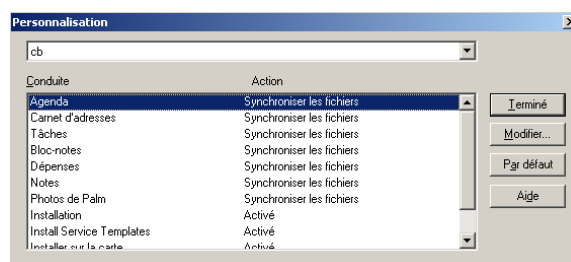 Personnalisation
cb
Conduite Action
Agenda Synchroniser les fichiers
Carnet d'adresses Synchroniser les fichiers
Tâches Synchroniser les fichiers
Bloc-notes Synchroniser les fichiers
Dépenses Synchroniser les fichiers
Notes Synchroniser les fichiers
Photos de Palm Synchroniser les fichiers
Installation Activé
Install Service Templates Activé
Installer sur la carte Activé
Terminé
Modifier...
Par défaut
Aide